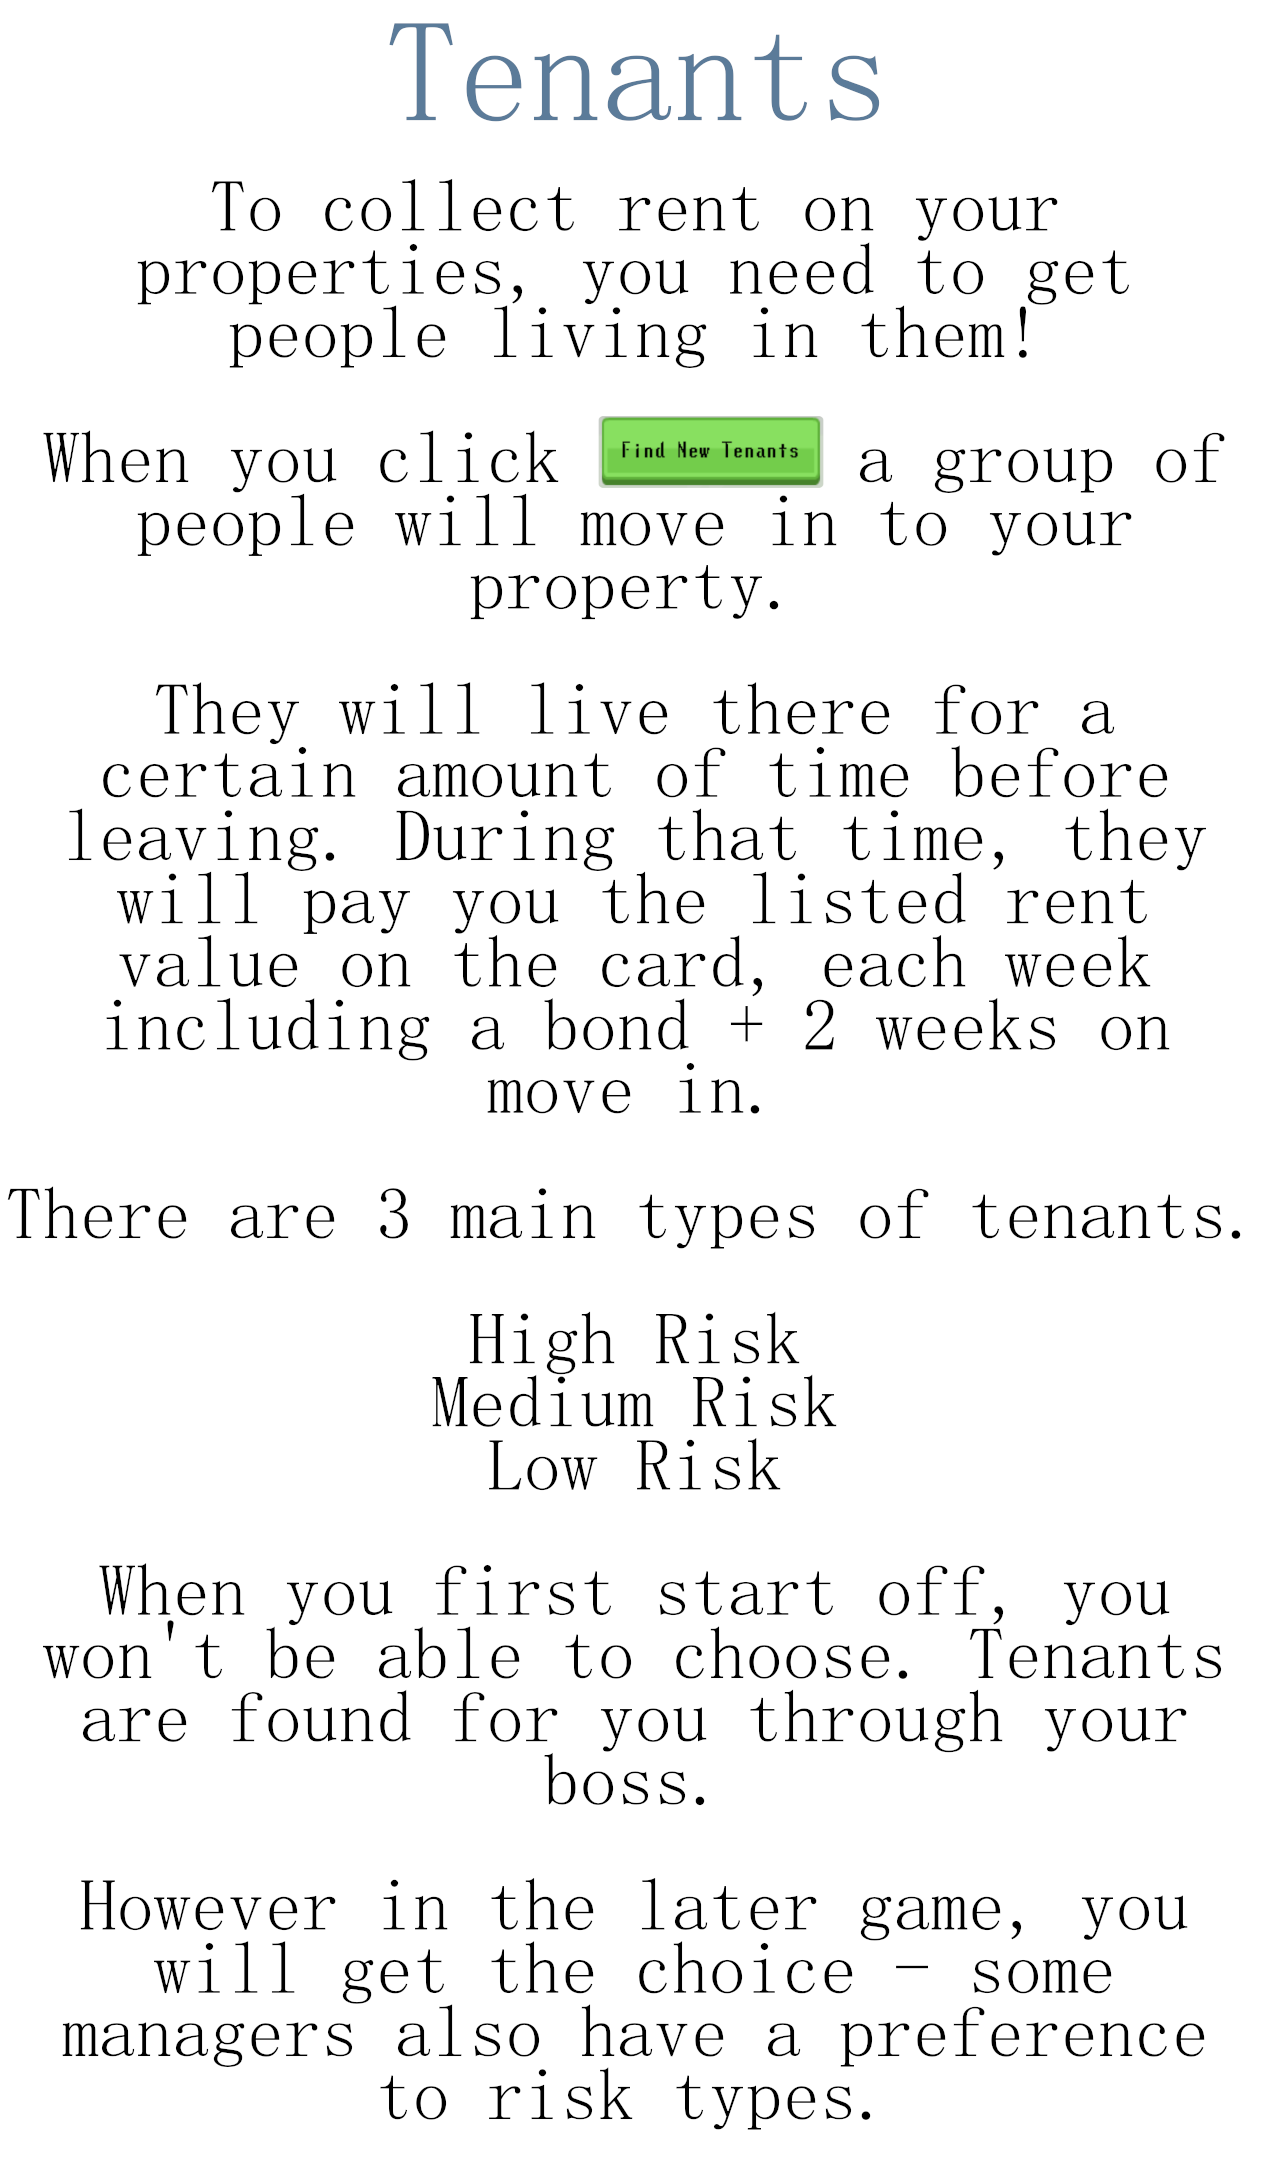 Tenants
To collect rent on your
properties, you need to get
people living in them!
When you click Find New Tenants a group of
people will move in to your
property.
They will live there for a
certain amount of time before
leaving. During that time, they
will pay you the listed rent
value on the card, each week
including a bond + 2 weeks on
move in.
There are 3 main types of tenants.
High Risk
Medium Risk
Low Risk
When you first start off, you
won't be able to choose. Tenants
are found for you through your
boss.
However in the later game, you
will get the choice - some
managers also have a preference
to risk types.